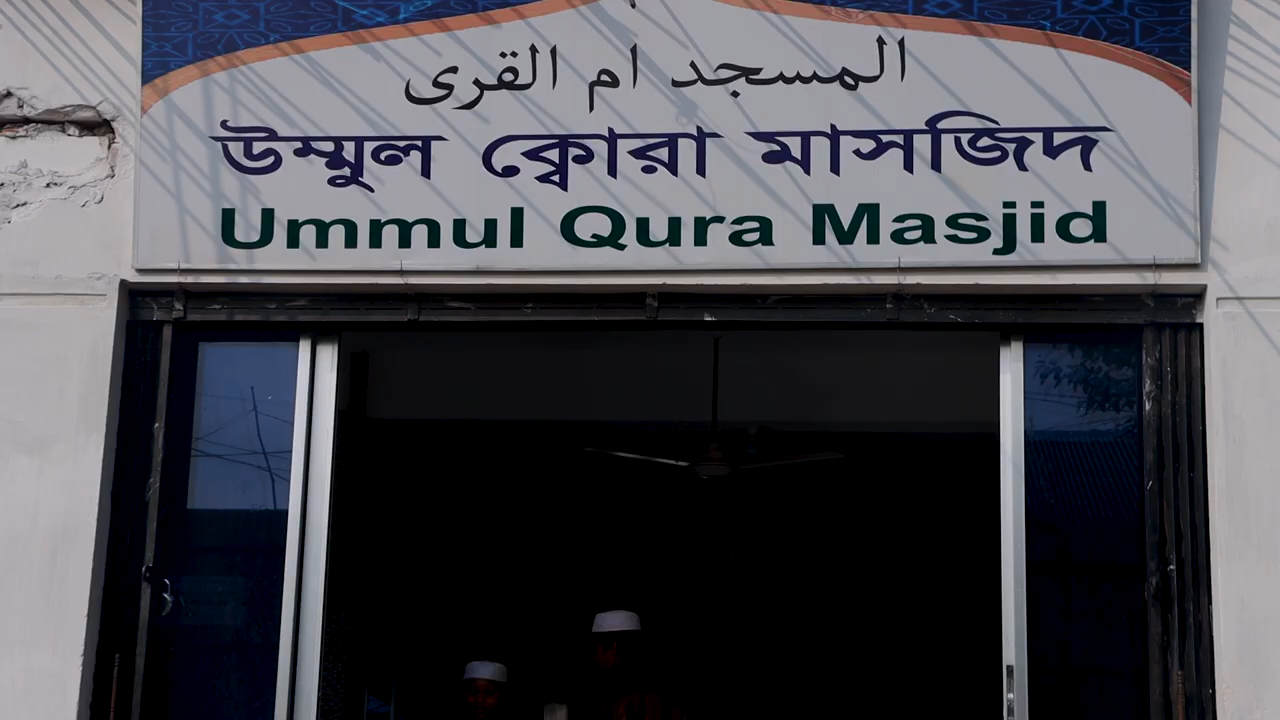 المسجد ام القرى
উম্মুল ক্বোরা মাসজিদ
Ummul Qura Masjid